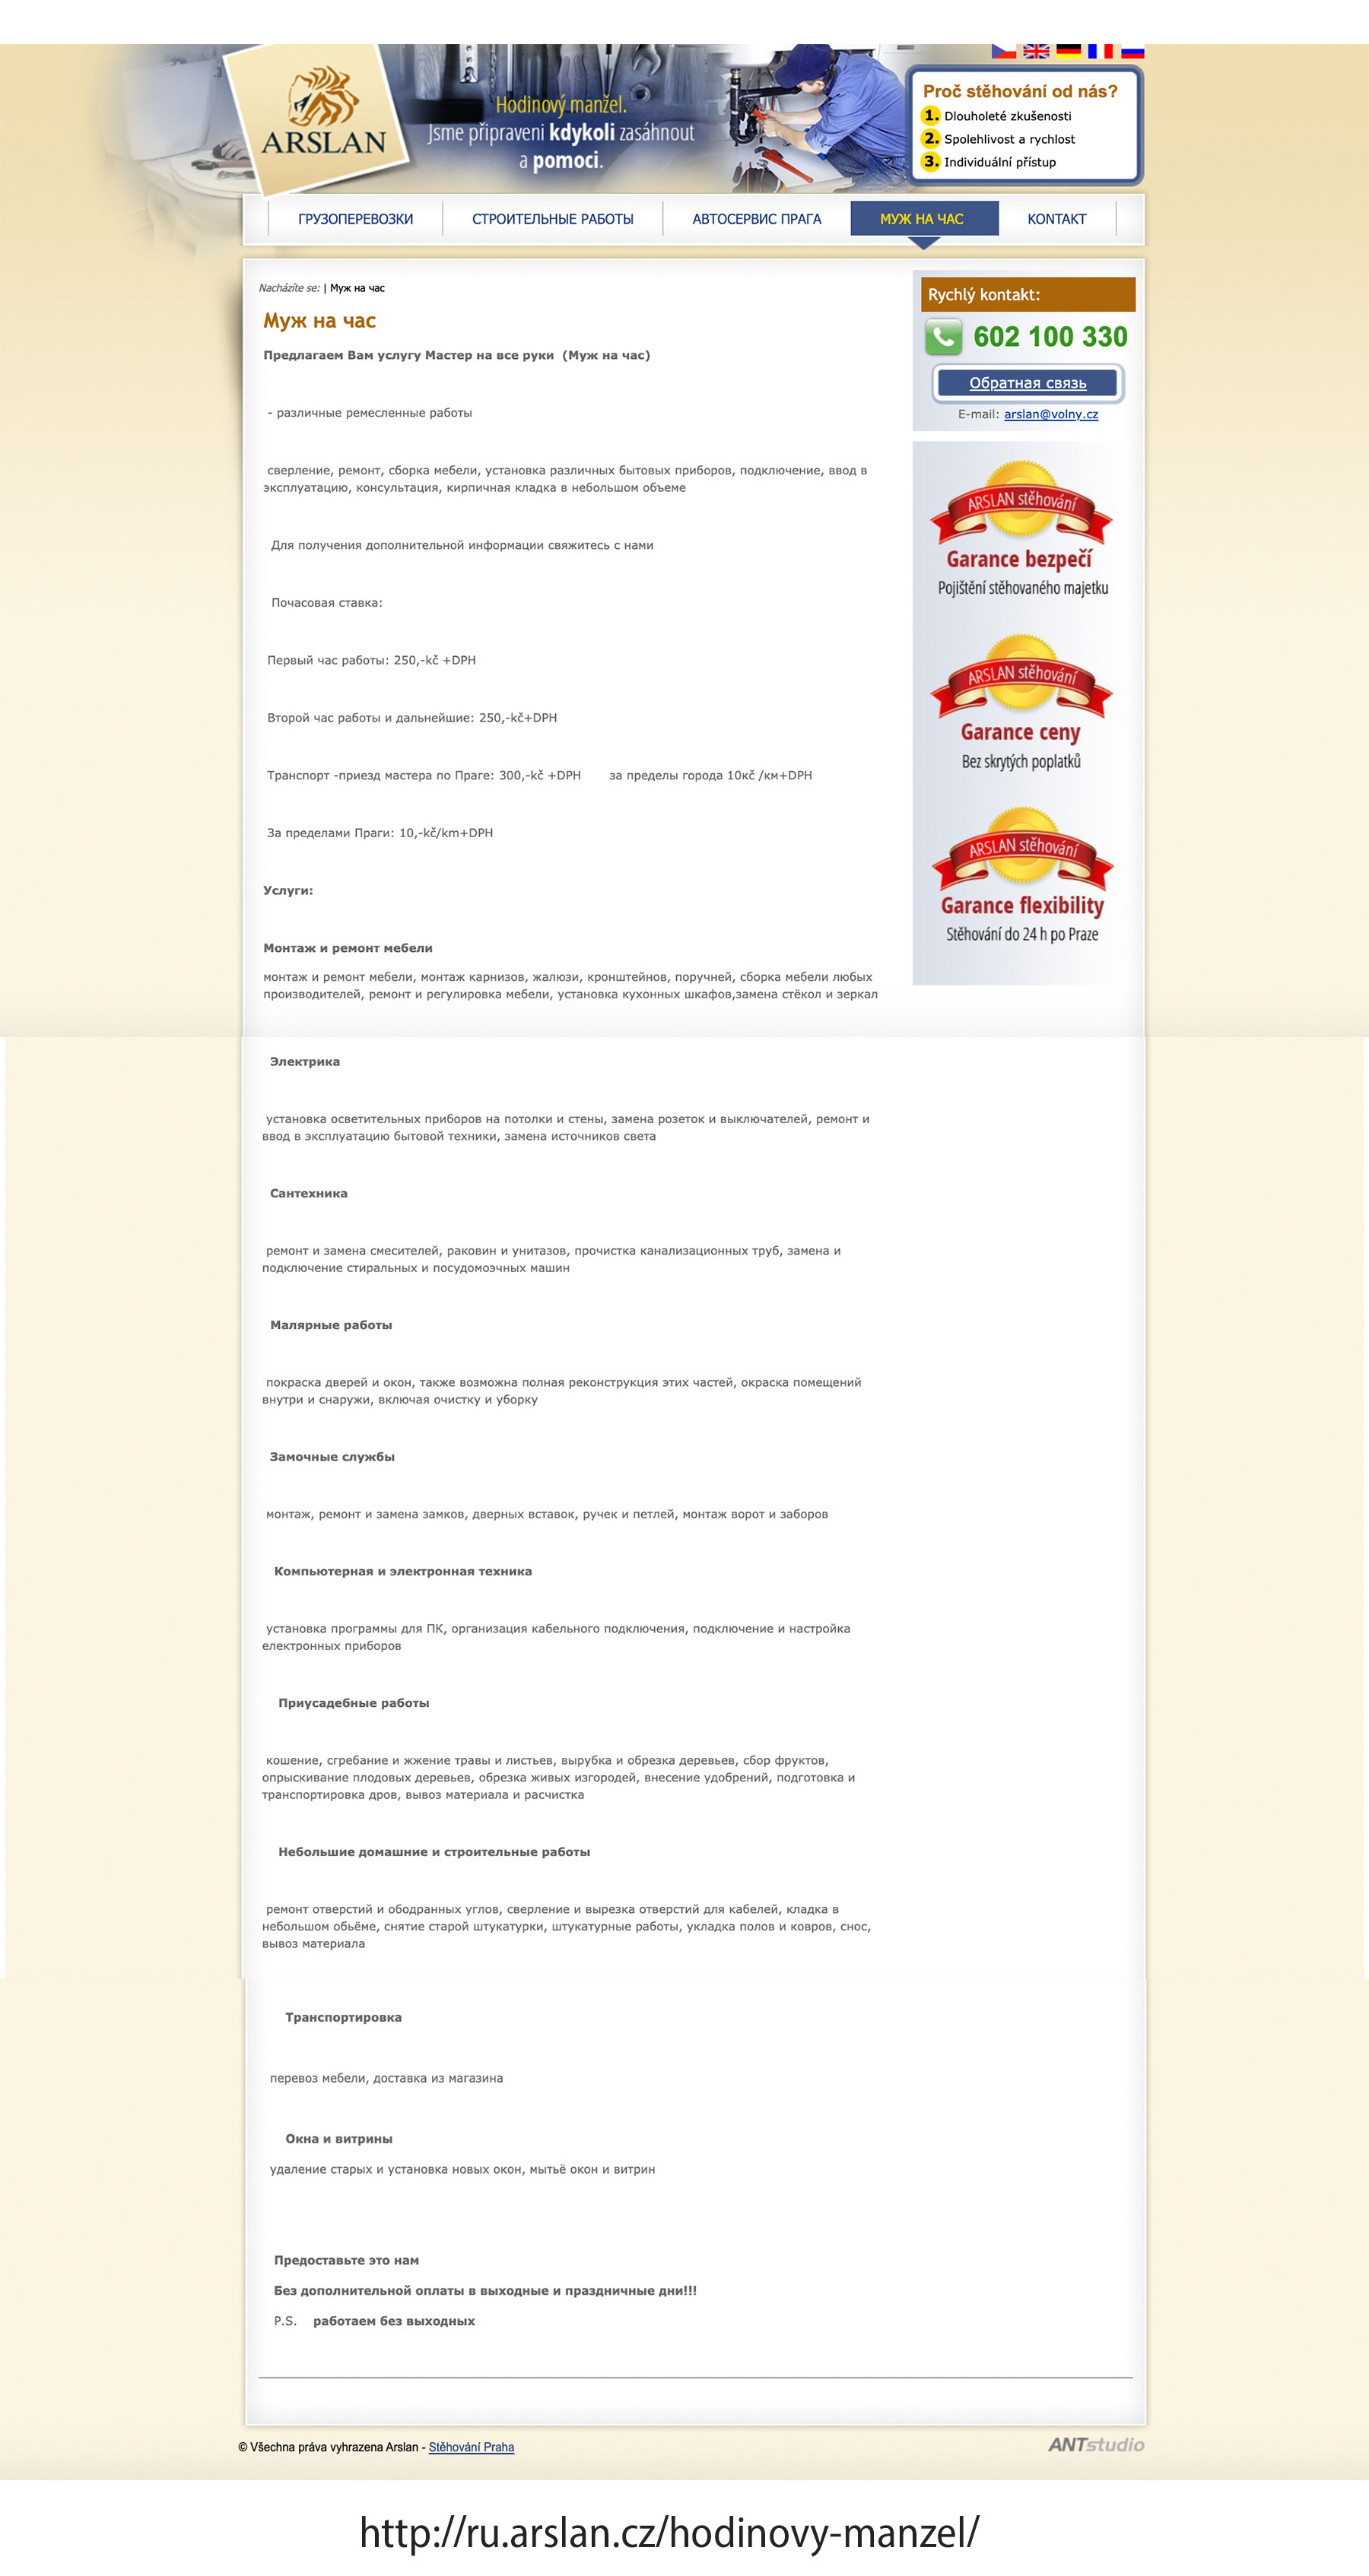 ARSLAN
Hodinový manžel.
Jsme připraveni kdykoli zasáhnout
a pomoci.
Proč stěhování od nás?
1. Dlouholeté zkušenosti
2. Spolehlivost a rychlost
3. Individuální přístup
ГРУЗОПЕРЕВОЗКИ
СТРОИТЕЛЬНЫЕ РАБОТЫ
АВТОСЕРВИС ПРАГА
МУЖ НА ЧАС
KONTAKT
Nacházíte se: | Муж на час
Муж на час
Предлагаем Вам услугу Мастер на все руки (Муж на час)
- различные ремесленные работы
сверление, ремонт, сборка мебели, установка различных бытовых приборов, подключение, ввод в
эксплуатацию, консультация, кирпичная кладка в небольшом объеме
Для получения дополнительной информации свяжитесь с нами
Почасовая ставка:
Первый час работы: 250,-kč +DPH
Второй час работы и дальнейшие: 250,-kč+DPH
Транспорт -приезд мастера по Праге: 300,-kč +DPH за пределы города 10кč /км+DPH
За пределами Праги: 10,-kč/km+DPH
Услуги:
Монтаж и ремонт мебели
монтаж и ремонт мебели, монтаж карнизов, жалюзи, кронштейнов, поручней, сборка мебели любых
производителей, ремонт и регулировка мебели, установка кухонных шкафов,замена стёкол и зеркал
Электрика
установка осветительных приборов на потолки и стены, замена розеток и выключателей, ремонт и
ввод в эксплуатацию бытовой техники, замена источников света
Сантехника
ремонт и замена смесителей, раковин и унитазов, прочистка канализационных труб, замена и
подключение стиральных и посудомоэчных машин
Малярные работы
покраска дверей и окон, также возможна полная реконструкция этих частей, окраска помещений
внутри и снаружи, включая очистку и уборку
Замочные службы
монтаж, ремонт и замена замков, дверных вставок, ручек и петлей, монтаж ворот и заборов
Компьютерная и электронная техника
установка программы для ПК, организация кабельного подключения, подключение и настройка
електронных приборов
Приусадебные работы
кошение, сгребание и жжение травы и листьев, вырубка и обрезка деревьев, сбор фруктов,
опрыскивание плодовых деревьев, обрезка живых изгородей, внесение удобрений, подготовка и
транспортировка дров, вывоз материала и расчистка
Небольшие домашние и строительные работы
ремонт отверстий и ободранных углов, сверление и вырезка отверстий для кабелей, кладка в
небольшом обьёме, снятие старой штукатурки, штукатурные работы, укладка полов и ковров, снос,
вывоз материала
Транспортировка
перевоз мебели, доставка из магазина
Окна и витрины
удаление старых и установка новых окон, мытьё окон и витрин
Предоставьте это нам
Без дополнительной оплаты в выходные и праздничные дни!!!
P.S. работаем без выходных
Rychlý kontakt:
602 100 330
Обратная связь
E-mail: arslan@volny.cz
ARSLAN stěhování
Garance bezpečí
Pojištění stěhovaného majetku
ARSLAN stěhování
Garance ceny
Bez skrytých poplatků
ARSLAN stěhování
Garance flexibility
Stěhování do 24 h po Praze
© Všechna práva vyhrazena Arslan - Stěhování Praha
ANTstudio
http://ru.arslan.cz/hodinovy-manzel/